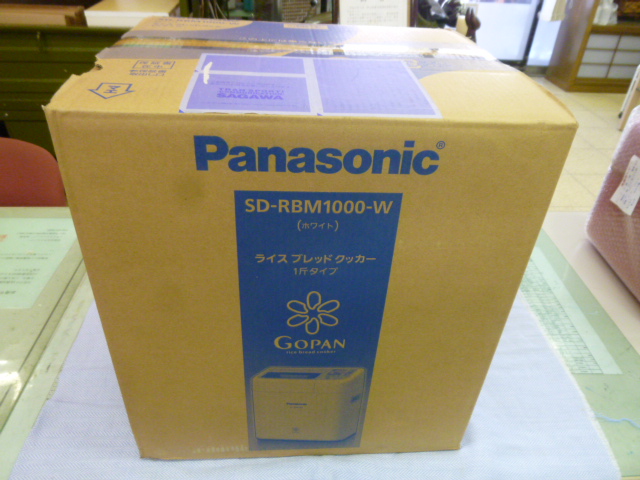 SAGAWA
Panasonic®
SD-RBM1000-W
(ホワイト)
ライス ブレッド クッカー
1斤タイプ
GOPAN
rice bread cooker
Panasonic